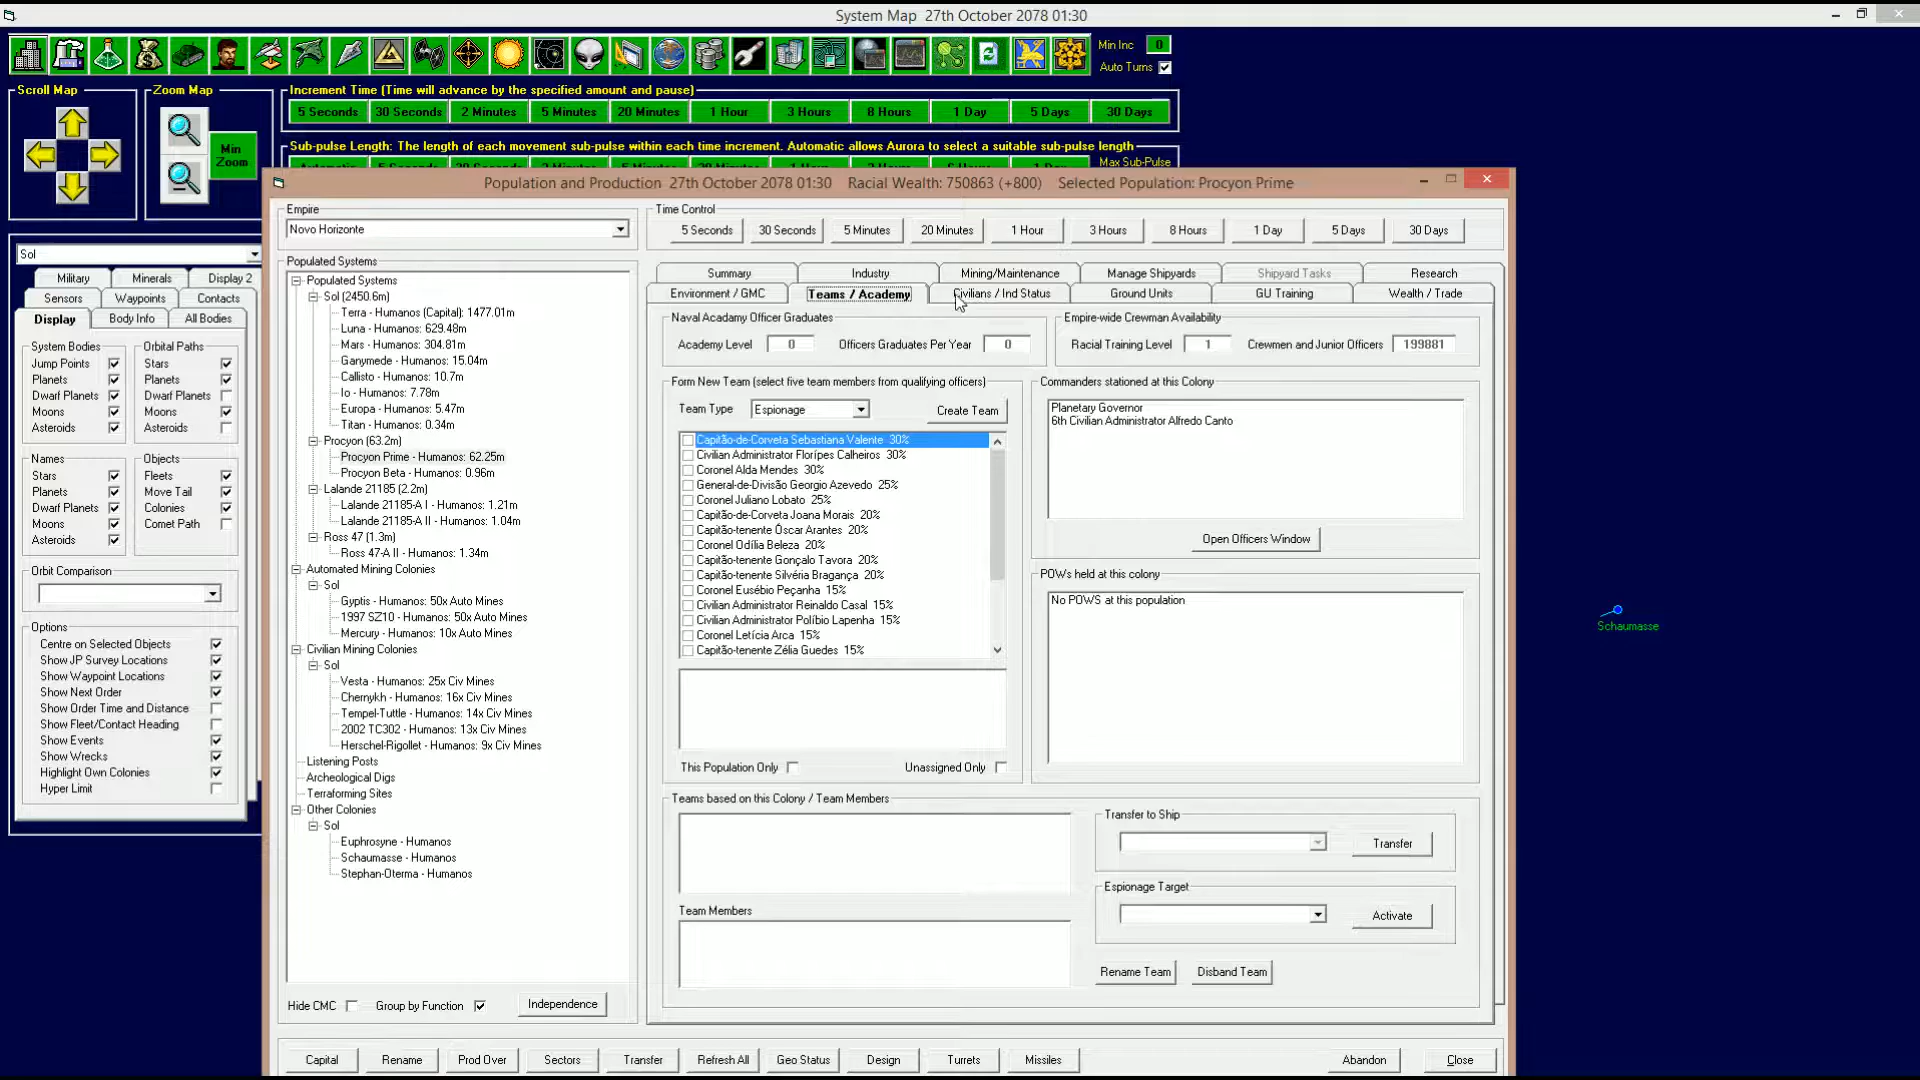 System Map 27th October 2078 01:30
Min Inc 0
Auto Turns
Scroll Map
Zoom Map
Min Zoom
Increment Time (Time will advance by the specified amount and pause)
5 Seconds 30 Seconds 2 Minutes 5 Minutes 20 Minutes 1 Hour 3 Hours 8 Hours 1 Day 5 Days 30 Days
Sub-pulse Length: The length of each movement sub-pulse within each time increment. Automatic allows Aurora to select a suitable sub-pulse length
Max Sub-Pulse
Sol
Military Minerals Display 2
Sensors Waypoints Contacts
Display Body Info All Bodies
System Bodies
Jump Points
Planets
Dwarf Planets
Moons
Asteroids
Orbital Paths
Stars
Planets
Dwarf Planets
Moons
Asteroids
Names
Stars
Planets
Dwarf Planets
Moons
Asteroids
Objects
Fleets
Move Tail
Colonies
Comet Path
Orbit Comparison
Options
Centre on Selected Objects
Show JP Survey Locations
Show Waypoint Locations
Show Next Order
Show Order Time and Distance
Show Fleet/Contact Heading
Show Events
Show Wrecks
Highlight Own Colonies
Hyper Limit
Population and Production 27th October 2078 01:30 Racial Wealth: 750863 (+800) Selected Population: Procyon Prime
Empire
Novo Horizonte
Time Control
5 Seconds 30 Seconds 5 Minutes 20 Minutes 1 Hour 3 Hours 8 Hours 1 Day 5 Days 30 Days
Populated Systems
Populated Systems
Sol (2450.6m)
Terra - Humanos (Capital): 1477.01m
Luna - Humanos: 629.48m
Mars - Humanos: 304.81m
Ganymede - Humanos: 15.04m
Callisto - Humanos: 10.7m
Io - Humanos: 7.78m
Europa - Humanos: 5.47m
Titan - Humanos: 0.34m
Procyon (63.2m)
Procyon Prime - Humanos: 62.25m
Procyon Beta - Humanos: 0.96m
Lalande 21185 (2.2m)
Lalande 21185-A I - Humanos: 1.21m
Lalande 21185-A II - Humanos: 1.04m
Ross 47 (1.3m)
Ross 47-A II - Humanos: 1.34m
Automated Mining Colonies
Sol
Gyptis - Humanos: 50x Auto Mines
1997 SZ10 - Humanos: 50x Auto Mines
Mercury - Humanos: 10x Auto Mines
Civilian Mining Colonies
Sol
Vesta - Humanos: 25x Civ Mines
Chernykh - Humanos: 16x Civ Mines
Tempel-Tuttle - Humanos: 14x Civ Mines
2002 TC302 - Humanos: 13x Civ Mines
Herschel-Rigollet - Humanos: 9x Civ Mines
Listening Posts
Archeological Digs
Terraforming Sites
Other Colonies
Sol
Euphrosyne - Humanos
Schaumasse - Humanos
Stephan-Oterma - Humanos
Hide CMC Group by Function Independence
Summary Industry Mining/Maintenance Manage Shipyards Shipyard Tasks Research
Environment / GMC Teams / Academy Civilians / Ind Status Ground Units GU Training Wealth / Trade
Naval Acadamy Officer Graduates
Academy Level 0 Officers Graduates Per Year 0
Empire-wide Crewman Availability
Racial Training Level 1 Crewmen and Junior Officers 199881
Form New Team (select five team members from qualifying officers)
Team Type Espionage Create Team
Capitão-de-Corveta Sebastiana Valente 30%
Civilian Administrator Florípes Calheiros 30%
Coronel Alda Mendes 30%
General-de-Divisão Georgio Azevedo 25%
Coronel Juliano Lobato 25%
Capitão-de-Corveta Joana Morais 20%
Capitão-tenente Óscar Arantes 20%
Coronel Odília Beleza 20%
Capitão-tenente Gonçalo Tavora 20%
Capitão-tenente Silvéria Bragança 20%
Coronel Eusébio Peçanha 15%
Civilian Administrator Reinaldo Casal 15%
Civilian Administrator Políbio Lapenha 15%
Coronel Letícia Arca 15%
Capitão-tenente Zélia Guedes 15%
This Population Only Unassigned Only
Commanders stationed at this Colony
Planetary Governor
6th Civilian Administrator Alfredo Canto
Open Officers Window
POWs held at this colony
No POWS at this population
Teams based on this Colony / Team Members
Team Members
Transfer to Ship
Transfer
Espionage Target
Activate
Rename Team Disband Team
Capital Rename Prod Over Sectors Transfer Refresh All Geo Status Design Turrets Missiles Abandon Close
Schaumasse